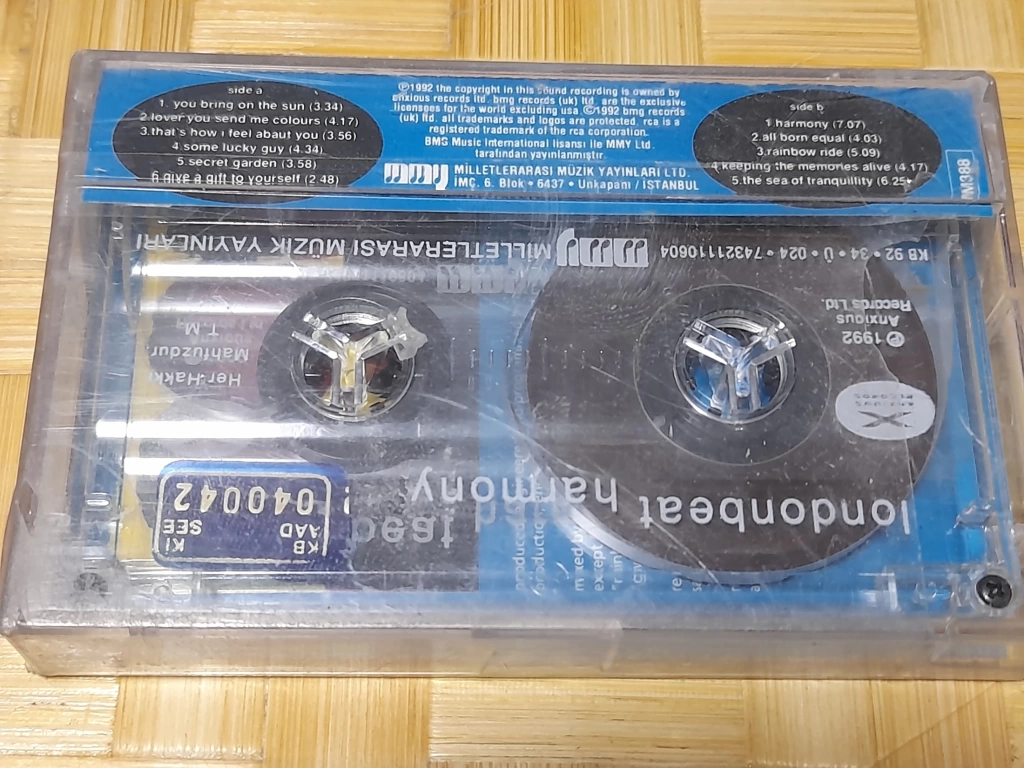 side a
1. you bring on the sun (3.34)
2.lover you send me colours (4.17)
3.that's how i feel abaut you (3.56)
4.some lucky guy (4.34)
5.secret garden (3.58)
6.give a gift to yourself (2.48)
℗1992 the copyright in this sound recording is owned by
anxious records ltd. bmg records (uk) ltd. are the exclusive
licenses for the world excluding usa ©1992 bmg records
(uk) ltd. all trademarks and logos are protected. rca is a
registered trademark of the rca corporation.
BMG Music International lisansı ile MMY Ltd.
tarafından yayınlanmıştır.
mmy MİLLETLERARASI MÜZİK YAYINLARI LTD.
İMÇ. 6. Blok • 6437 • Unkapanı / İSTANBUL
side b
1.harmony (7.07)
2.all born equal (4.03)
3.rainbow ride (5.09)
4.keeping the memories alive (4.17)
5.the sea of tranquillity (6.25)
M388
KB 92 • 34 • Ü • 024 • 74321110604
mmy MİLLETLERARASI MÜZİK YAYINLARI
℗ 1992
Anxious
Records Ltd.
Her Hakkı
Mahfuzdur
T.M.
londonbeat harmony
beat
KB
AAD
Kİ
SEE
040042